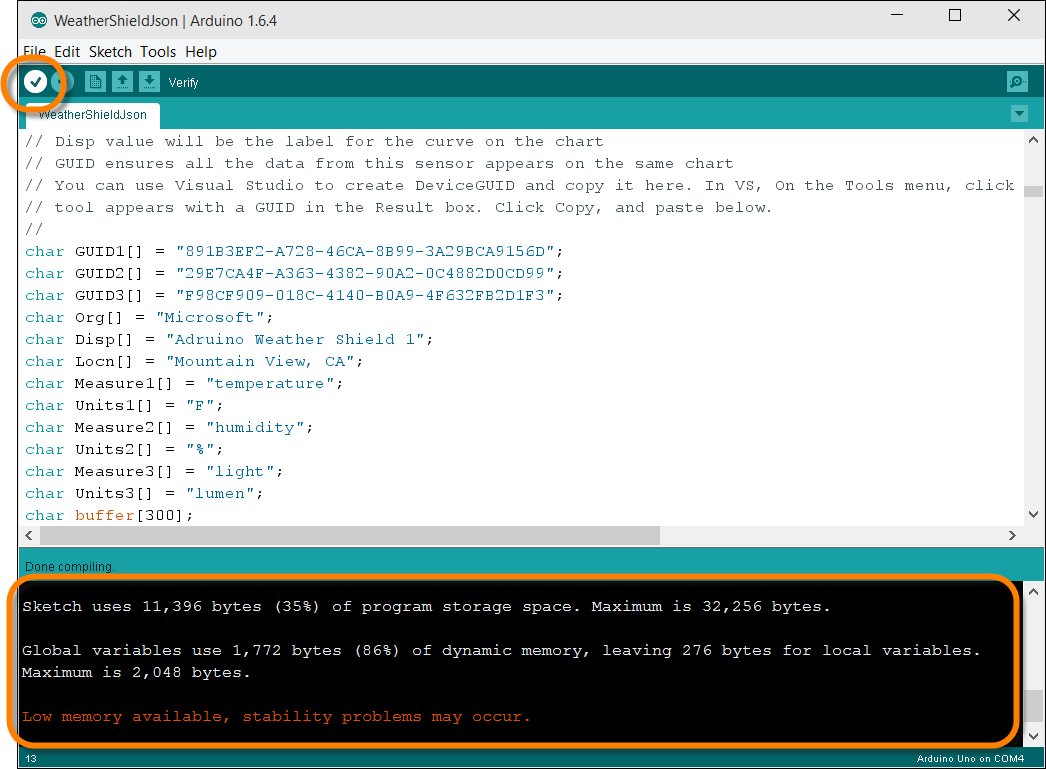 WeatherShieldJson | Arduino 1.6.4
File Edit Sketch Tools Help
Verify
WeatherShieldJson
// Disp value will be the label for the curve on the chart
// GUID ensures all the data from this sensor appears on the same chart
// You can use Visual Studio to create DeviceGUID and copy it here. In VS, On the Tools menu, click
// tool appears with a GUID in the Result box. Click Copy, and paste below.
//
char GUID1[] = "891B3EF2-A728-46CA-8B99-3A29BCA9156D";
char GUID2[] = "29E7CA4F-A363-4382-90A2-0C4882D0CD99";
char GUID3[] = "F98CF909-018C-4140-B0A9-4F632FB2D1F3";
char Org[] = "Microsoft";
char Disp[] = "Adruino Weather Shield 1";
char Locn[] = "Mountain View, CA";
char Measure1[] = "temperature";
char Units1[] = "F";
char Measure2[] = "humidity";
char Units2[] = "%";
char Measure3[] = "light";
char Units3[] = "lumen";
char buffer[300];
Done compiling.
Sketch uses 11,396 bytes (35%) of program storage space. Maximum is 32,256 bytes.
Global variables use 1,772 bytes (86%) of dynamic memory, leaving 276 bytes for local variables.
Maximum is 2,048 bytes.
Low memory available, stability problems may occur.
13
Arduino Uno on COM4